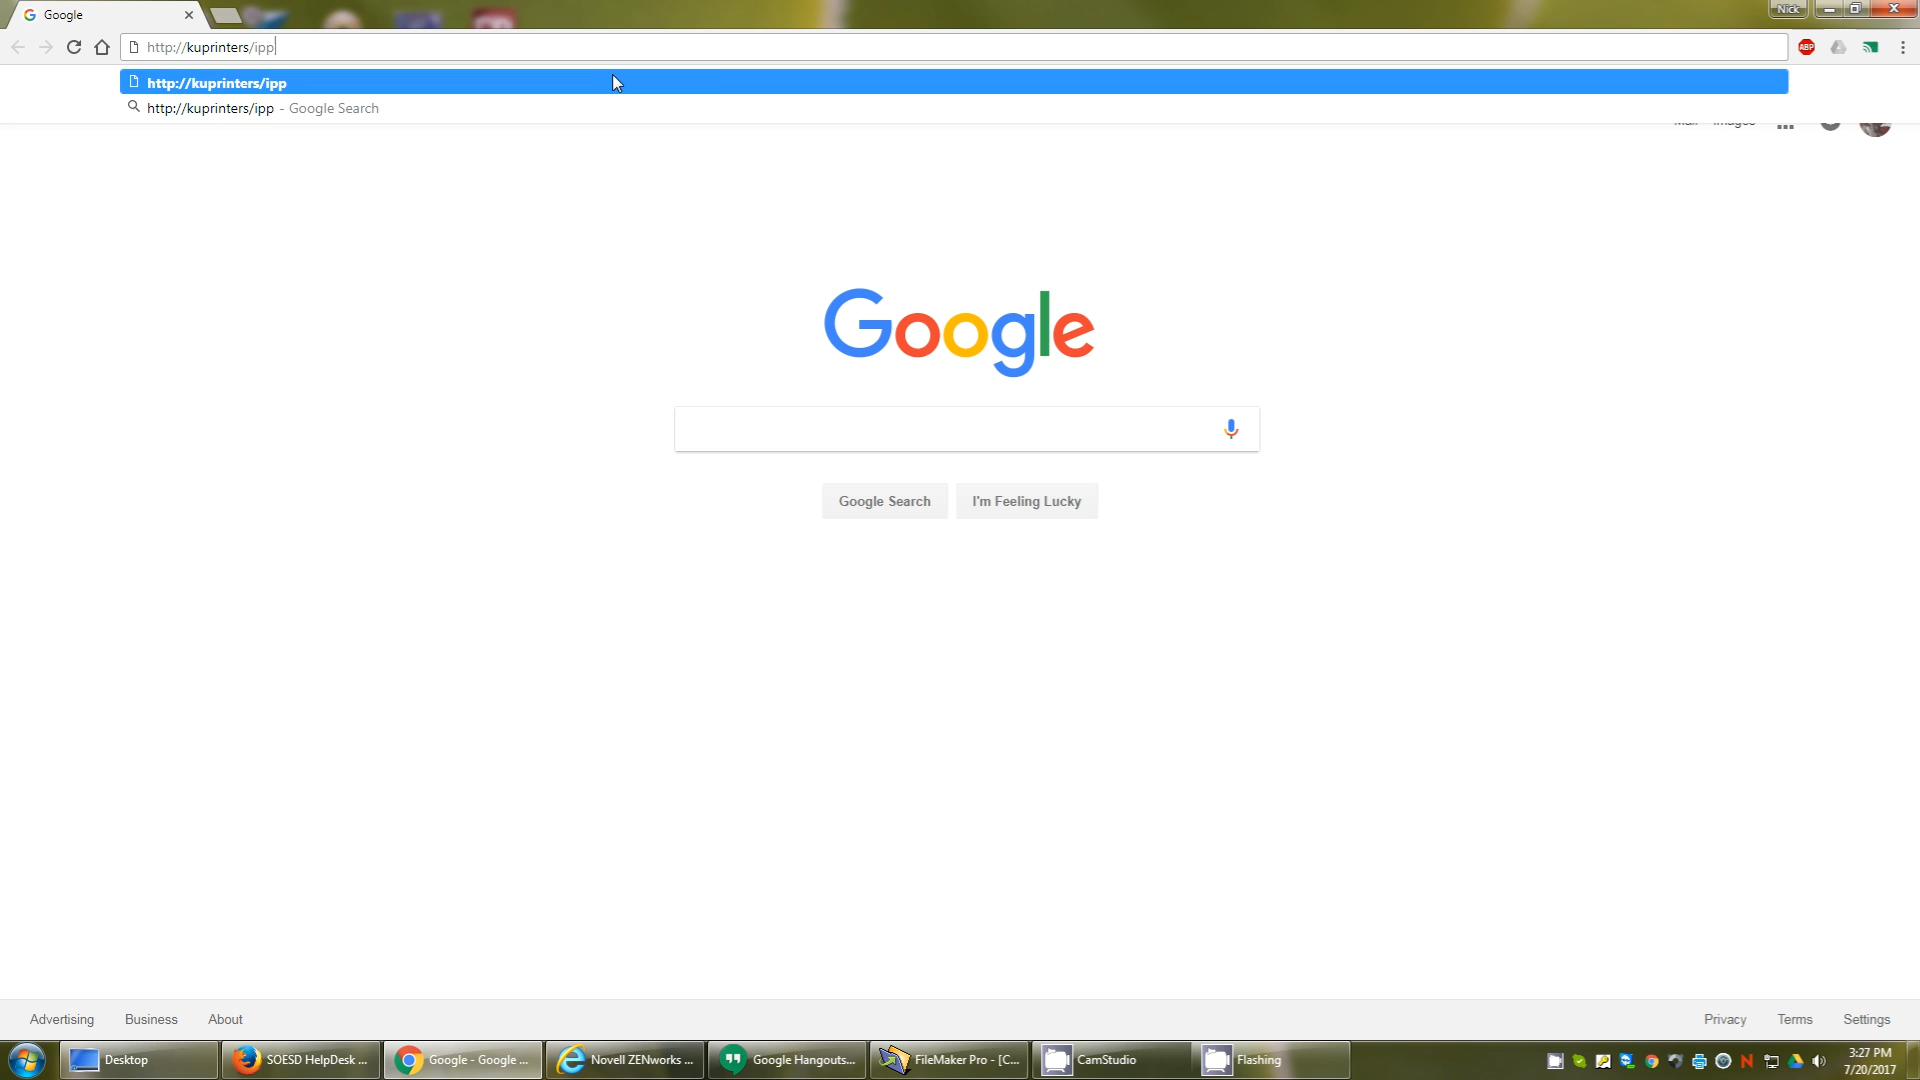 Google
Nick
http://kuprinters/ipp
ABP
http://kuprinters/ipp
http://kuprinters/ipp - Google Search
Google
Google Search
I'm Feeling Lucky
Advertising
Business
About
Privacy
Terms
Settings
Desktop
SOESD HelpDesk ...
Google - Google ...
Novell ZENworks ...
Google Hangouts...
FileMaker Pro - [C...
CamStudio
Flashing
3:27 PM
7/20/2017